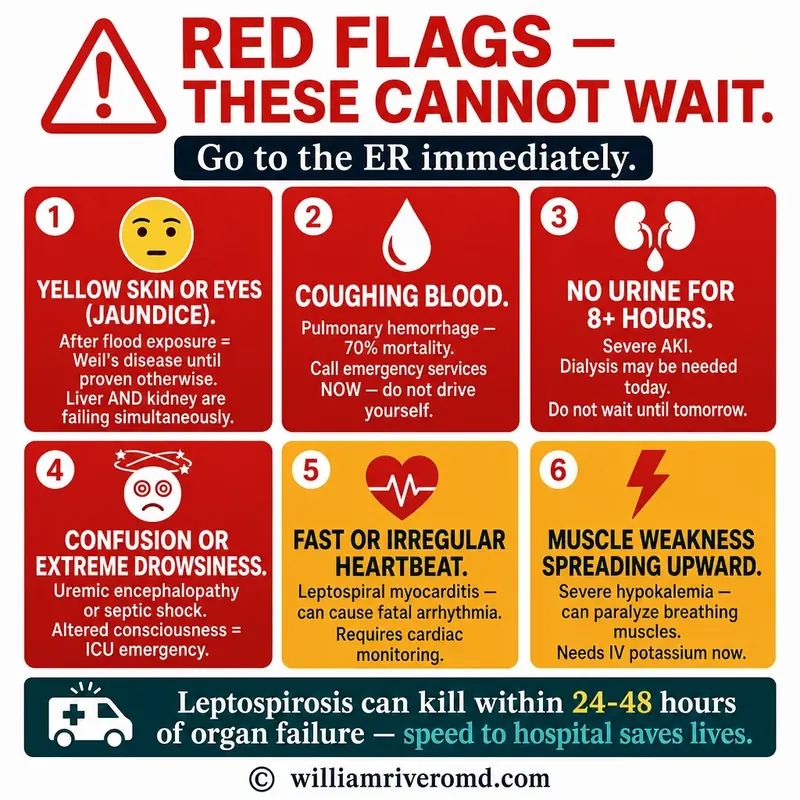 RED FLAGS –
THESE CANNOT WAIT.
Go to the ER immediately.
1
YELLOW SKIN OR EYES
(JAUNDICE).
After flood exposure =
Weil's disease until
proven otherwise.
Liver AND kidney are
failing simultaneously.
2
COUGHING BLOOD.
Pulmonary hemorrhage —
70% mortality.
Call emergency services
NOW — do not drive
yourself.
3
NO URINE FOR
8+ HOURS.
Severe AKI.
Dialysis may be needed
today.
Do not wait until tomorrow.
4
CONFUSION OR
EXTREME DROWSINESS.
Uremic encephalopathy
or septic shock.
Altered consciousness =
ICU emergency.
5
FAST OR IRREGULAR
HEARTBEAT.
Leptospiral myocarditis —
can cause fatal arrhythmia.
Requires cardiac
monitoring.
6
MUSCLE WEAKNESS
SPREADING UPWARD.
Severe hypokalemia —
can paralyze breathing
muscles.
Needs IV potassium now.
Leptospirosis can kill within 24-48 hours
of organ failure — speed to hospital saves lives.
© williamriveromd.com